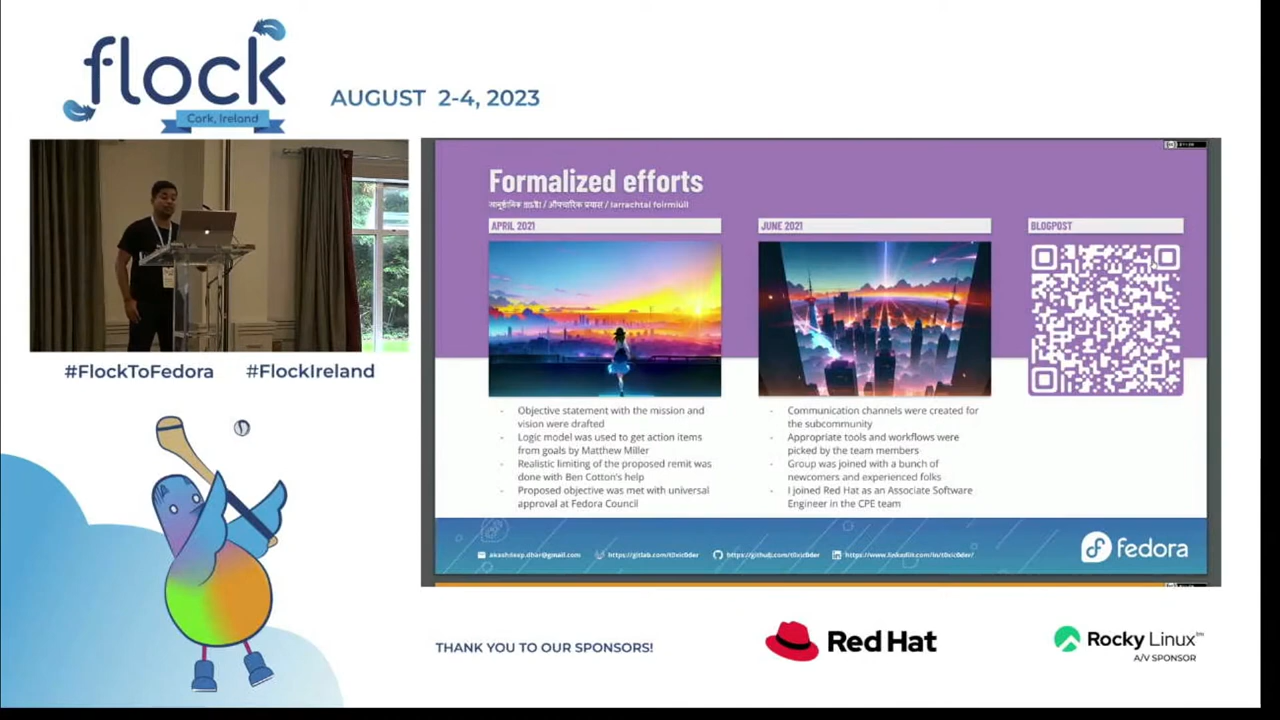 flock
Cork, Ireland
AUGUST 2-4, 2023
Formalized efforts
/ औपचारिक प्रयास / Iarrachtaí foirmiúil
APRIL 2021
JUNE 2021
BLOGPOST
- Objective statement with the mission and
vision were drafted
- Logic model was used to get action items
from goals by Matthew Miller
- Realistic limiting of the proposed remit was
done with Ben Cotton's help
- Proposed objective was met with universal
approval at Fedora Council
- Communication channels were created for
the subcommunity
- Appropriate tools and workflows were
picked by the team members
- Group was joined with a bunch of
newcomers and experienced folks
- I joined Red Hat as an Associate Software
Engineer in the CPE team
akashdeep.dhar@gmail.com
https://gitlab.com/t0xic0der
https://github.com/t0xic0der
https://www.linkedin.com/in/t0xic0der/
fedora
#FlockToFedora #FlockIreland
THANK YOU TO OUR SPONSORS!
Red Hat
Rocky Linux™
A/V SPONSOR